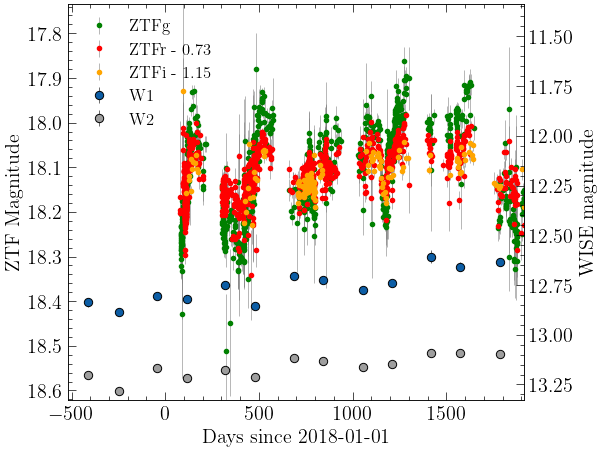 ZTFg
ZTFr - 0.73
ZTFi - 1.15
W1
W2
17.8
17.9
18.0
18.1
18.2
18.3
18.4
18.5
18.6
ZTF Magnitude
11.50
11.75
12.00
12.25
12.50
12.75
13.00
13.25
WISE magnitude
−500
0
500
1000
1500
Days since 2018-01-01